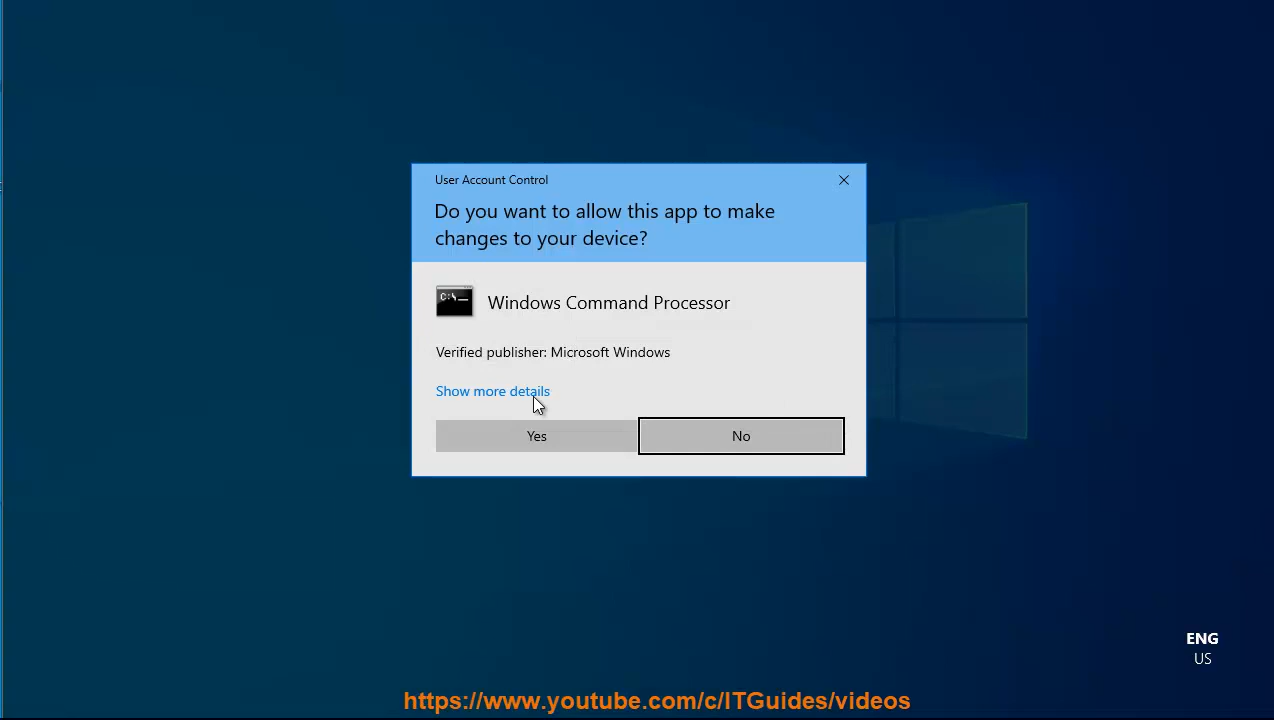 User Account Control
Do you want to allow this app to make
changes to your device?
C:\_
Windows Command Processor
Verified publisher: Microsoft Windows
Show more details
Yes
No
ENG
US
https://www.youtube.com/c/ITGuides/videos